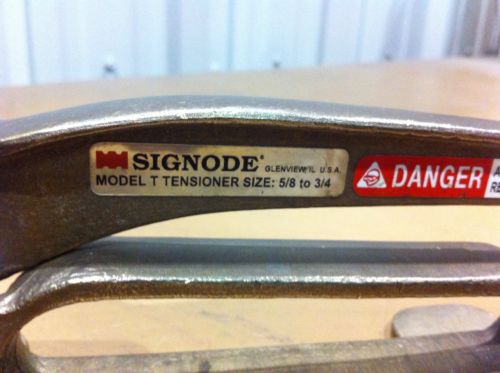 SIGNODE® GLENVIEW, IL U.S.A.
MODEL T TENSIONER SIZE: 5/8 to 3/4
DANGER